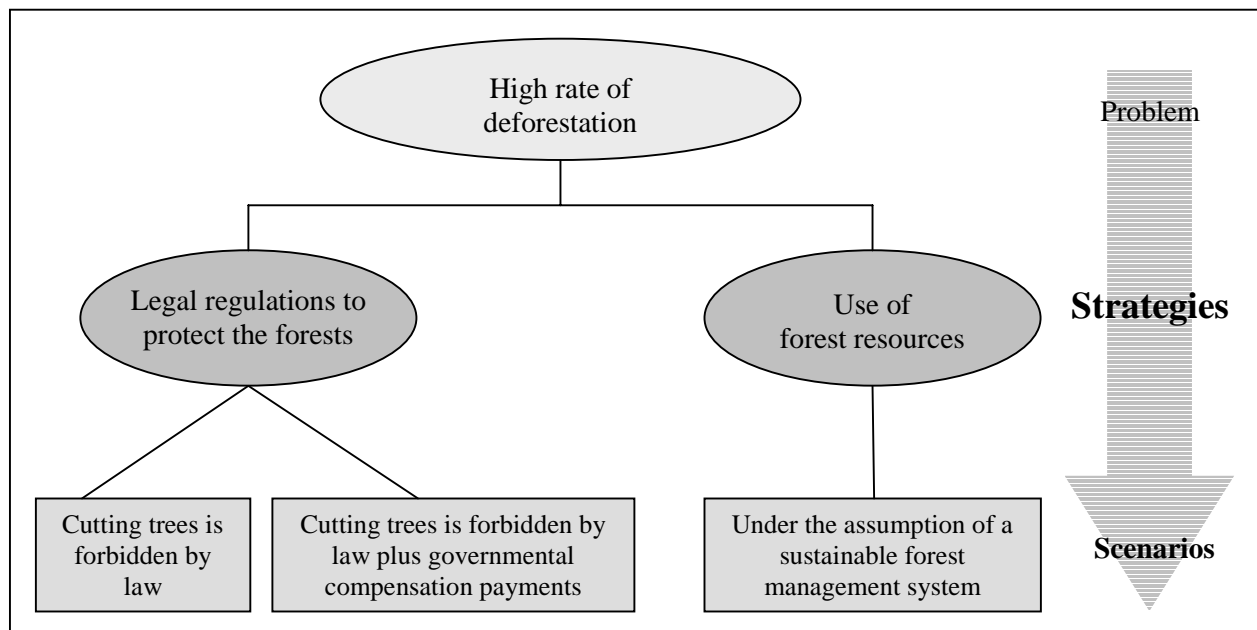 High rate of
deforestation
Problem
Legal regulations to
protect the forests
Use of
forest resources
Strategies
Cutting trees is
forbidden by
law
Cutting trees is forbidden by
law plus governmental
compensation payments
Under the assumption of a
sustainable forest
management system
Scenarios